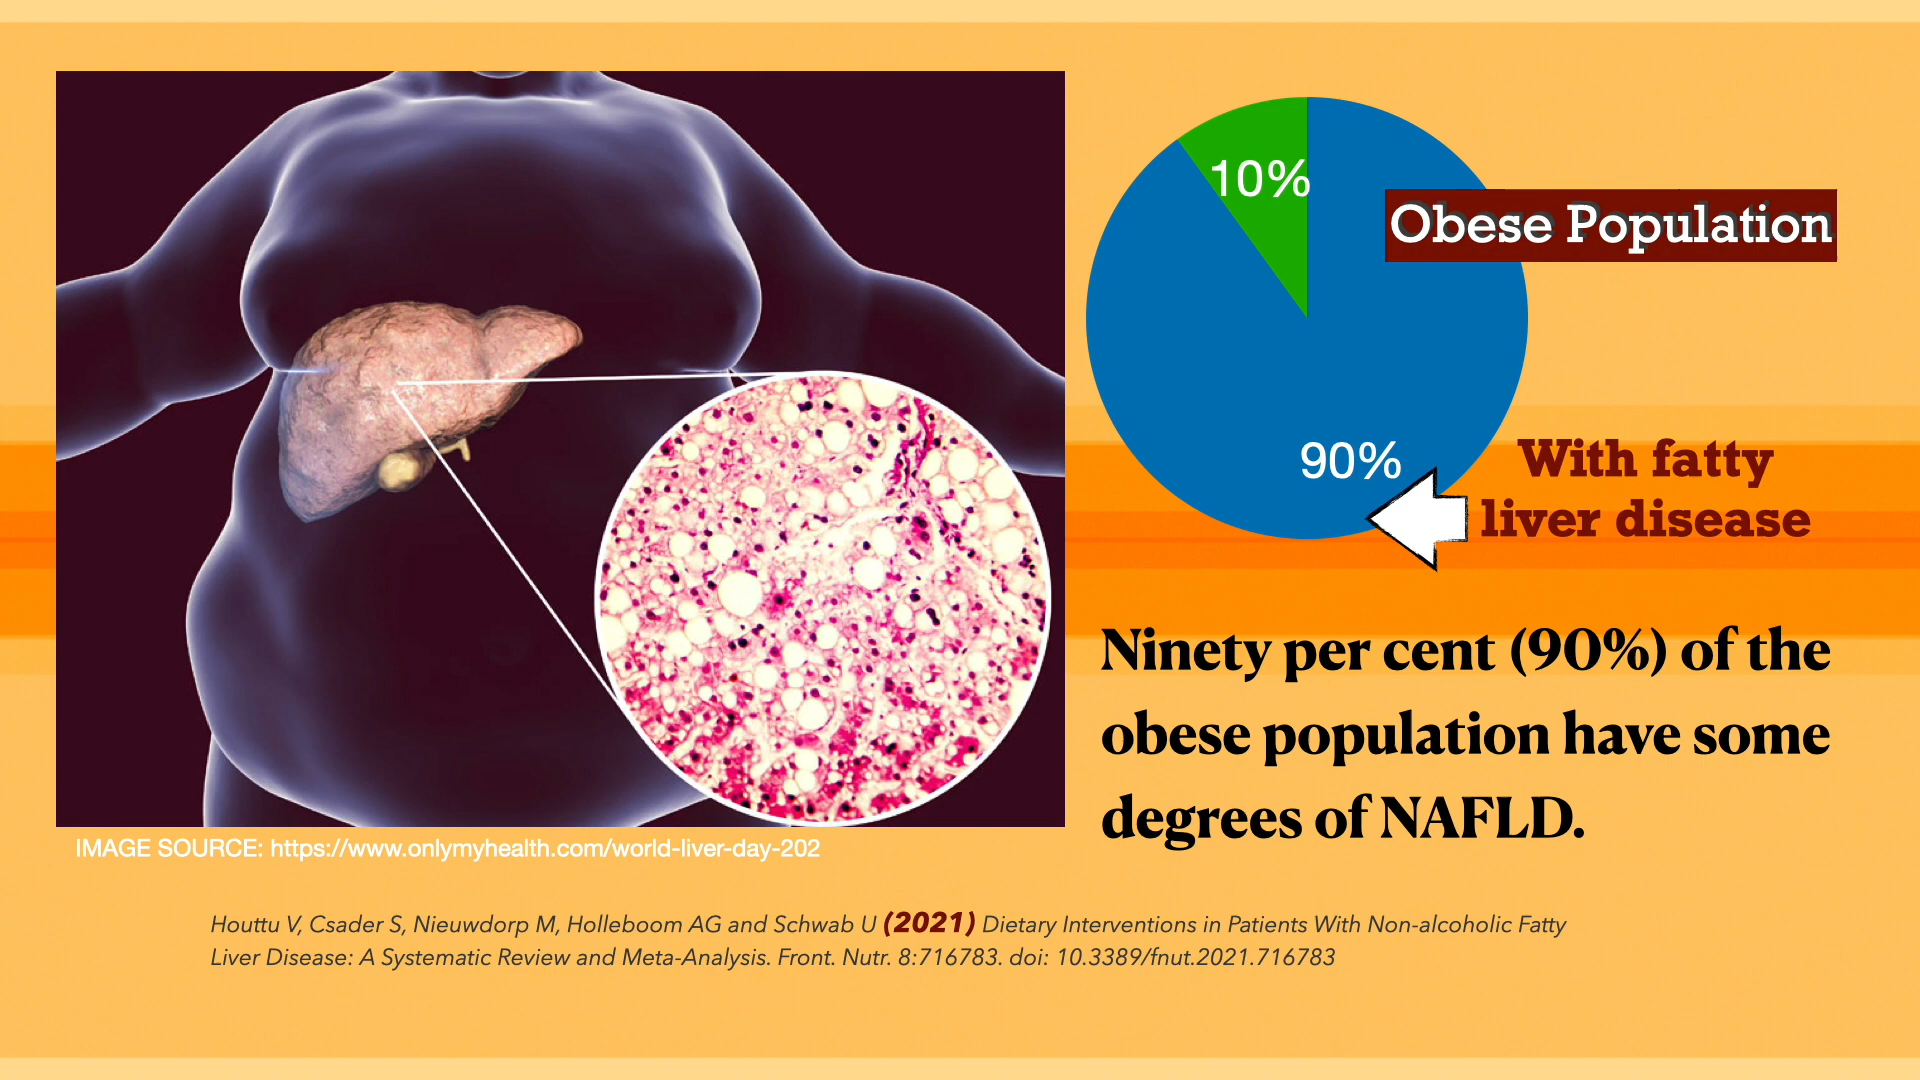 10%
Obese Population
90%
With fatty
liver disease
Ninety per cent (90%) of the
obese population have some
degrees of NAFLD.
IMAGE SOURCE: https://www.onlymyhealth.com/world-liver-day-202
Houttu V, Csader S, Nieuwdorp M, Holleboom AG and Schwab U (2021) Dietary Interventions in Patients With Non-alcoholic Fatty
Liver Disease: A Systematic Review and Meta-Analysis. Front. Nutr. 8:716783. doi: 10.3389/fnut.2021.716783